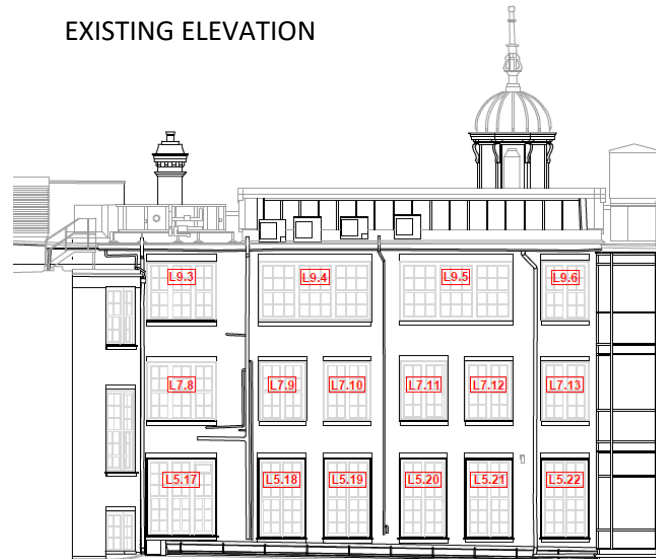 EXISTING ELEVATION
L9.3 L9.4 L9.5 L9.6
L7.8 L7.9 L7.10 L7.11 L7.12 L7.13
L5.17 L5.18 L5.19 L5.20 L5.21 L5.22